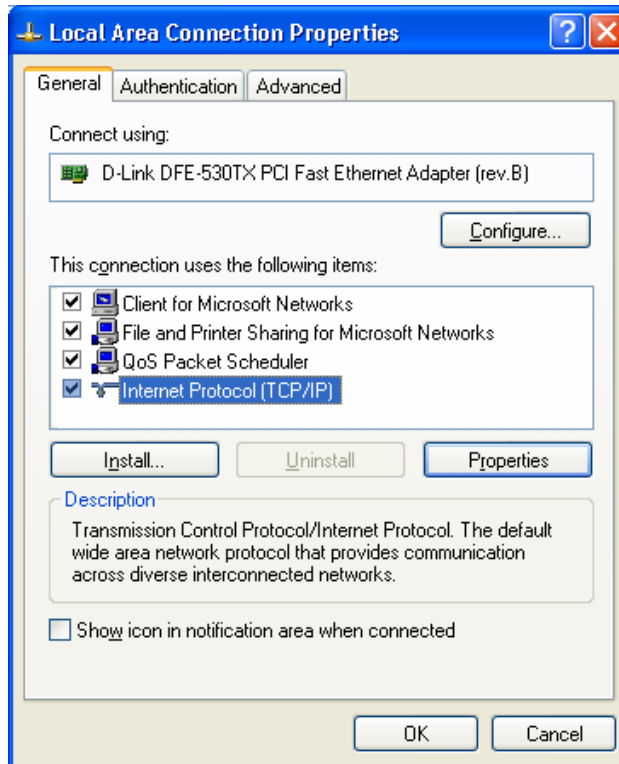 Local Area Connection Properties
General Authentication Advanced
Connect using:
D-Link DFE-530TX PCI Fast Ethernet Adapter (rev.B)
Configure...
This connection uses the following items:
Client for Microsoft Networks
File and Printer Sharing for Microsoft Networks
QoS Packet Scheduler
Internet Protocol (TCP/IP)
Install... Uninstall Properties
Description
Transmission Control Protocol/Internet Protocol. The default
wide area network protocol that provides communication
across diverse interconnected networks.
Show icon in notification area when connected
OK Cancel